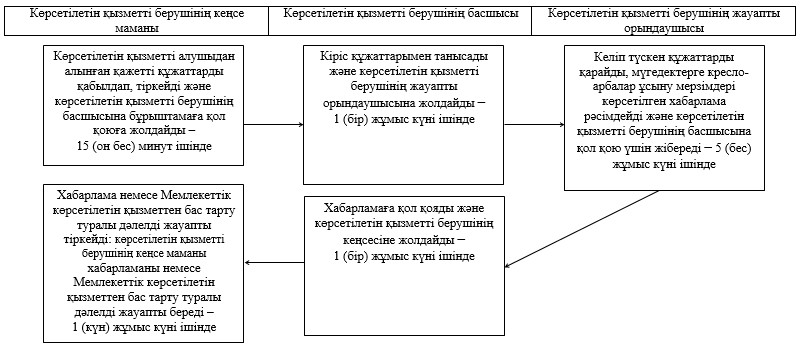 Көрсетілетін қызметті берушінің кеңсе
маманы
Көрсетілетін қызметті берушінің басшысы
Көрсетілетін қызметті берушінің жауапты
орындаушысы
Көрсетілетін қызметті алушыдан
алынған қажетті құжаттарды
қабылдап, тіркейді және
көрсетілетін қызметті берушінің
басшысына бұрыштамаға қол
қоюға жолдайды –
15 (он бес) минут ішінде
Кіріс құжаттарымен танысады
және көрсетілетін қызметті
берушінің жауапты
орындаушысына жолдайды –
1 (бір) жұмыс күні ішінде
Келіп түскен құжаттарды
қарайды, мүгедектерге кресло-
арбалар ұсыну мерзімдері
көрсетілген хабарлама
рәсімдейді және көрсетілетін
қызметті берушінің басшысына
қол қою үшін жібереді – 5 (бес)
жұмыс күні ішінде
Хабарлама немесе Мемлекеттік
көрсетілетін қызметтен бас тарту
туралы дәлелді жауапты
тіркейді: көрсетілетін қызметті
берушінің кеңсе маманы
хабарламаны немесе
Мемлекеттік көрсетілетін
қызметтен бас тарту туралы
дәлелді жауапты береді –
1 (күн) жұмыс күні ішінде
Хабарламаға қол қояды және
көрсетілетін қызметті берушінің
кеңсесіне жолдайды –
1 (бір) жұмыс күні ішінде